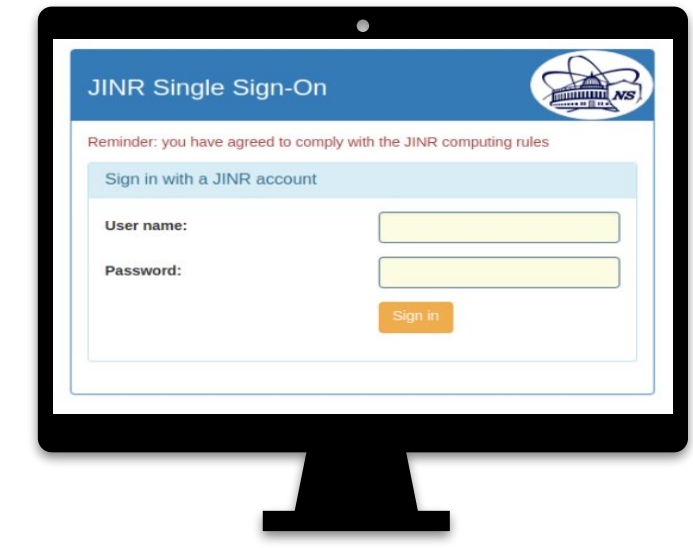 JINR Single Sign-On
NS
Reminder: you have agreed to comply with the JINR computing rules
Sign in with a JINR account
User name:
Password:
Sign in